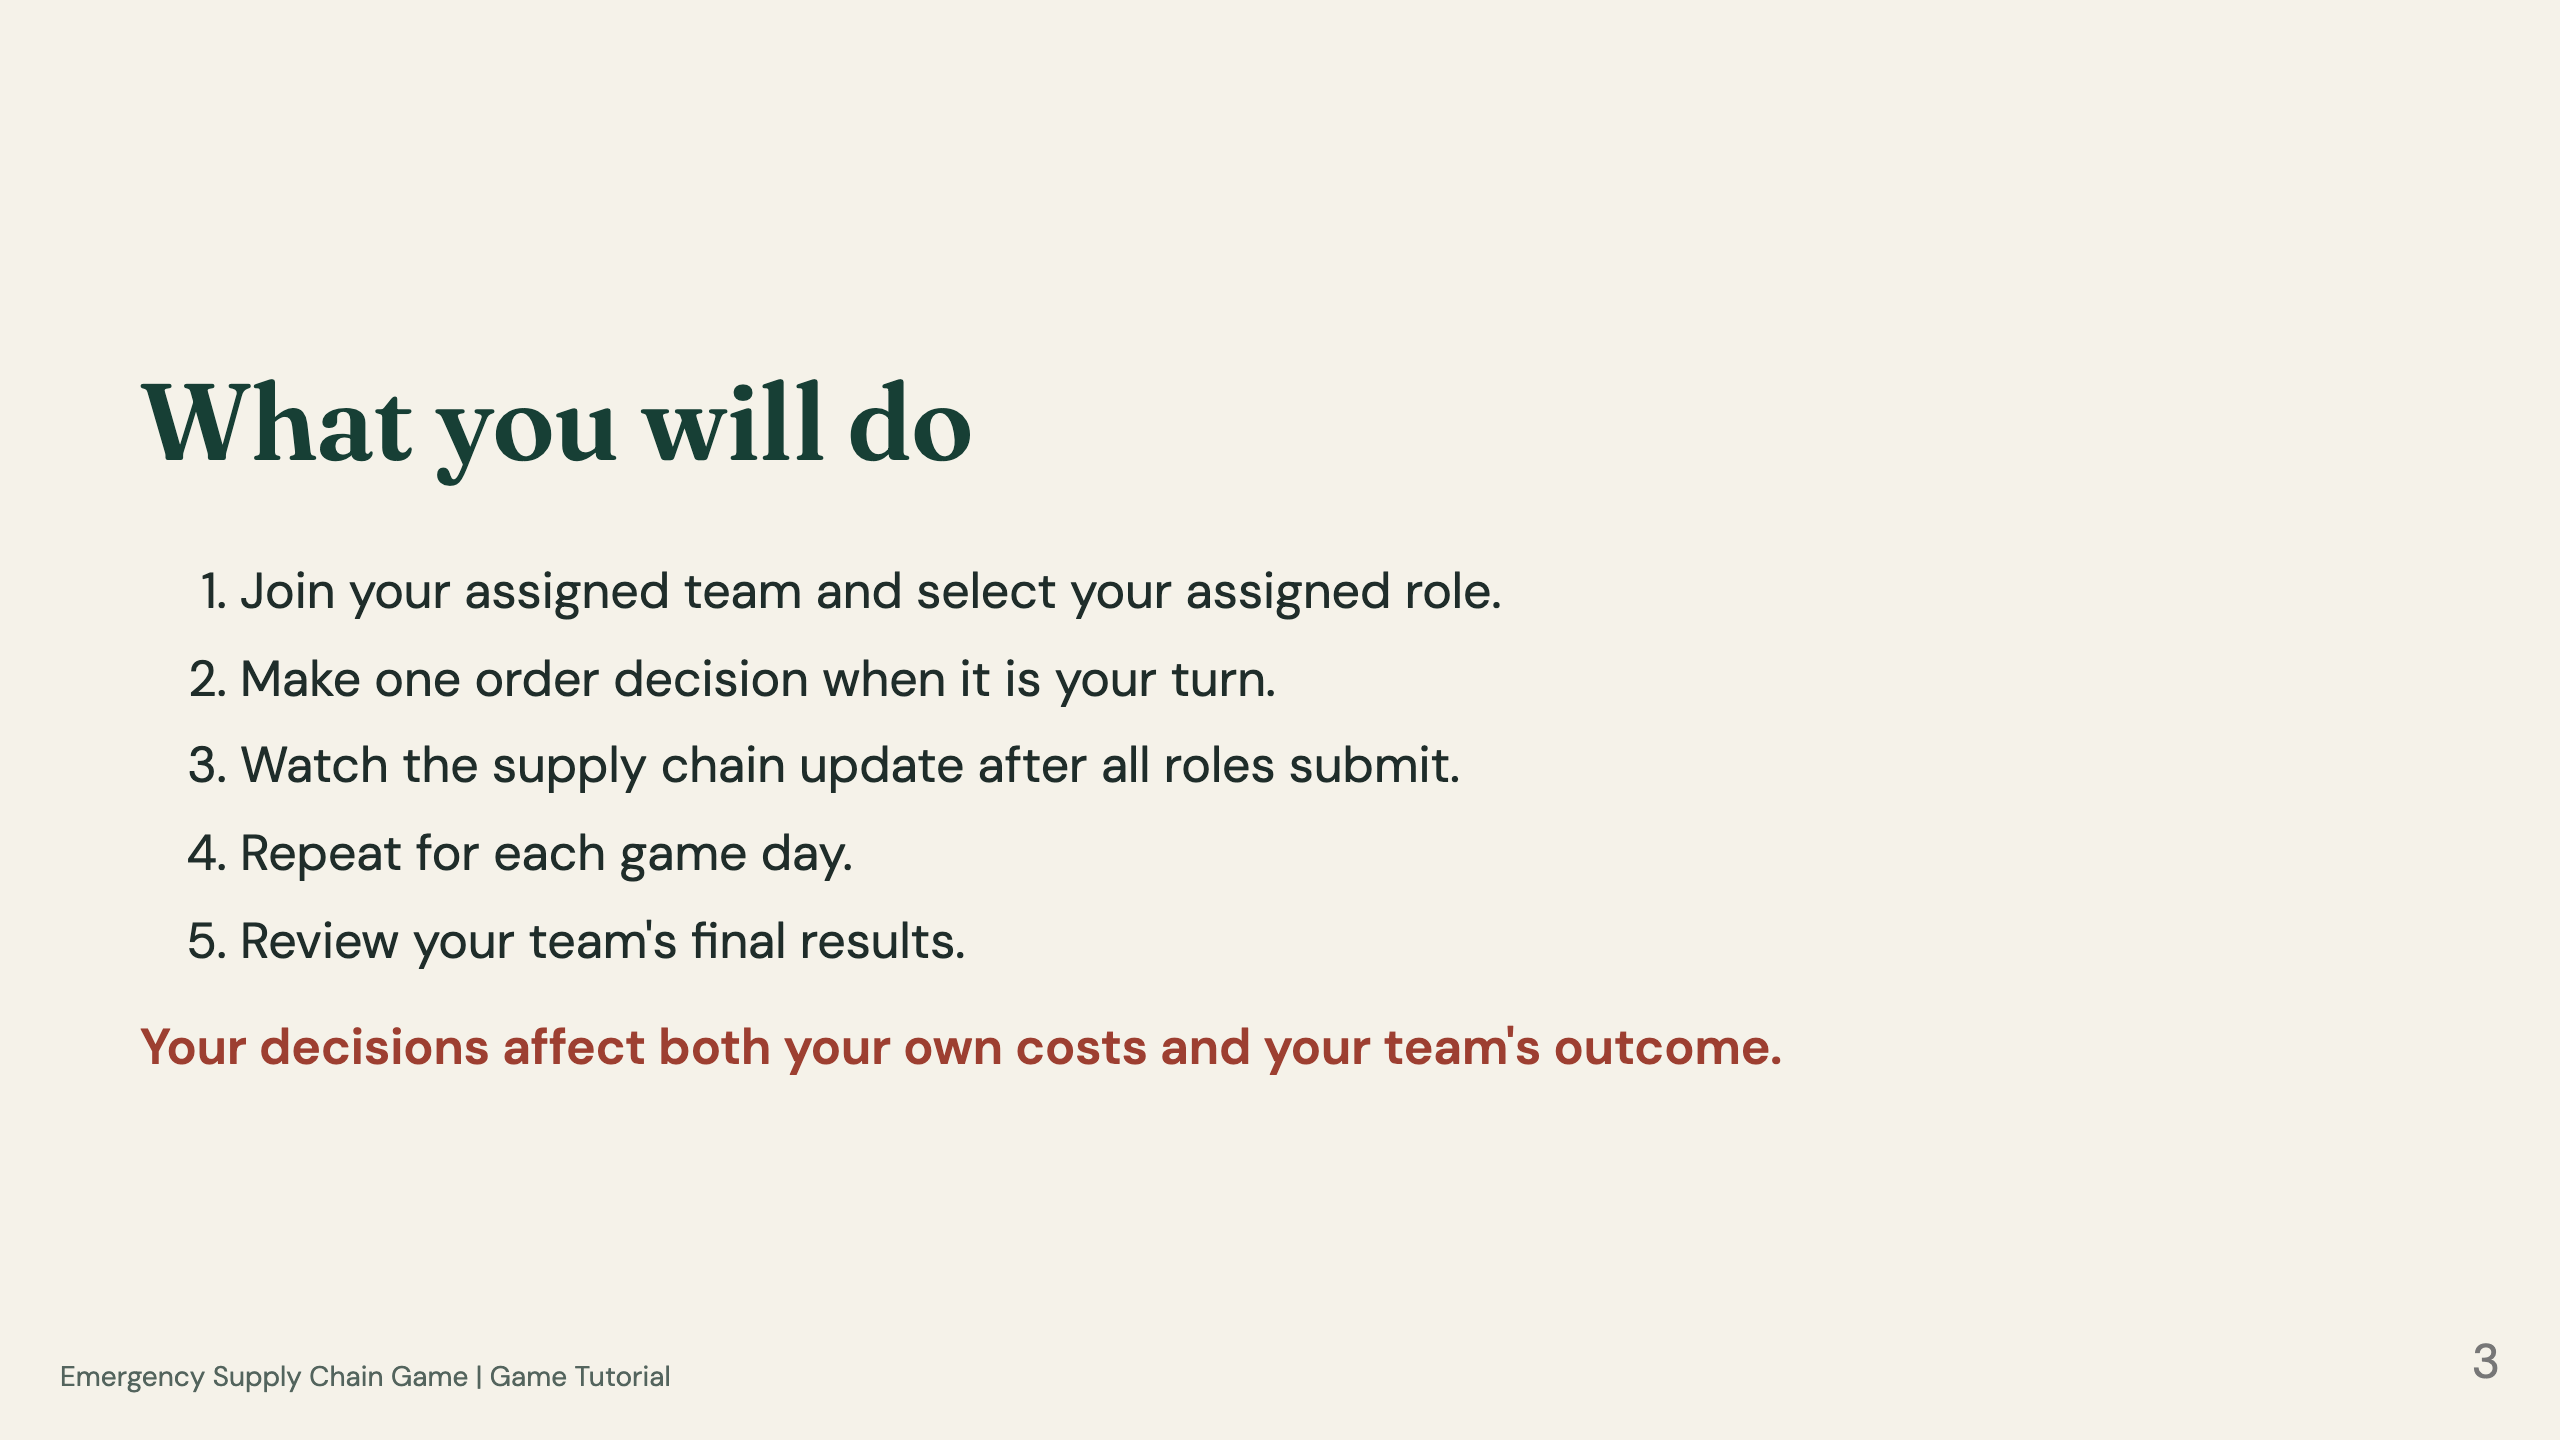 What you will do
1. Join your assigned team and select your assigned role.
2. Make one order decision when it is your turn.
3. Watch the supply chain update after all roles submit.
4. Repeat for each game day.
5. Review your team's final results.
Your decisions affect both your own costs and your team's outcome.
Emergency Supply Chain Game | Game Tutorial
3